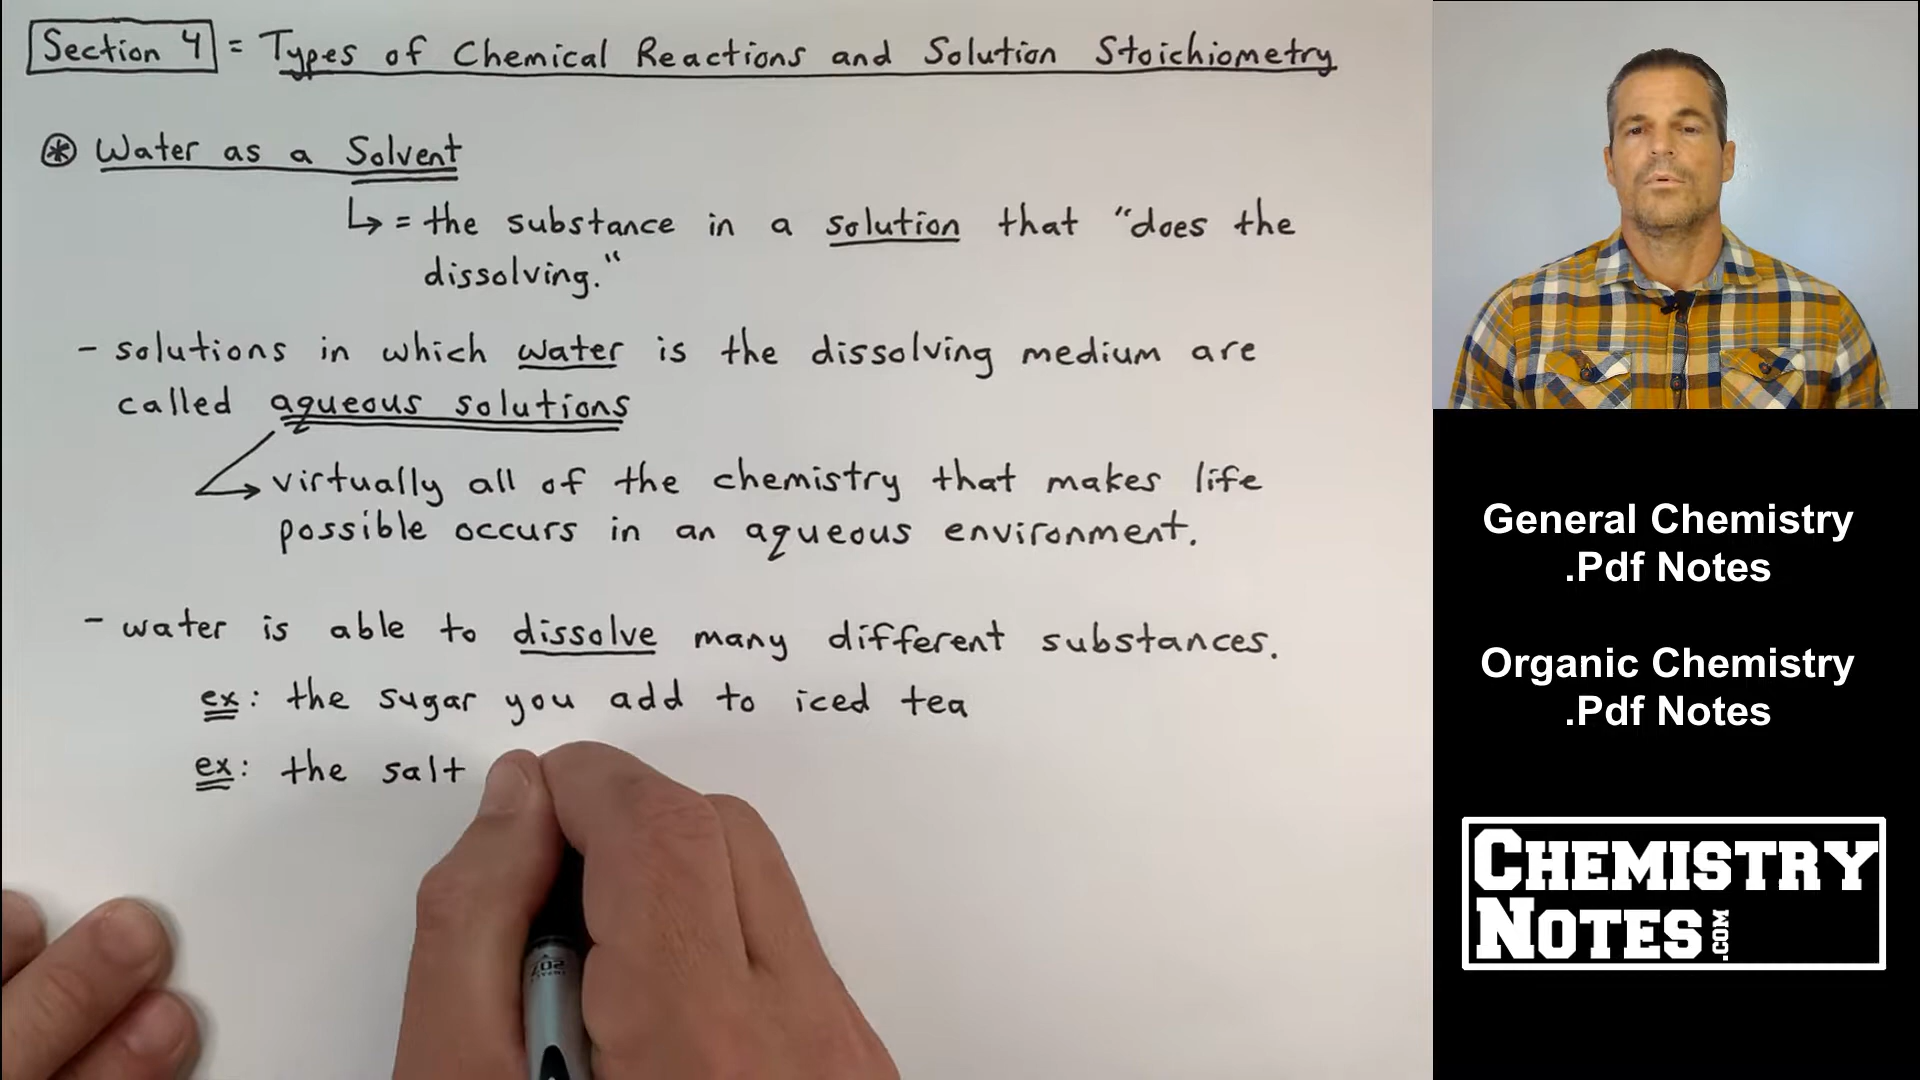 Section 4 = Types of Chemical Reactions and Solution Stoichiometry
* Water as a Solvent
↳ = the substance in a solution that "does the
dissolving."
- solutions in which water is the dissolving medium are
called aqueous solutions
→ virtually all of the chemistry that makes life
possible occurs in an aqueous environment.
- water is able to dissolve many different substances.
ex: the sugar you add to iced tea
ex: the salt
General Chemistry
.Pdf Notes
Organic Chemistry
.Pdf Notes
CHEMISTRY
NOTES.COM